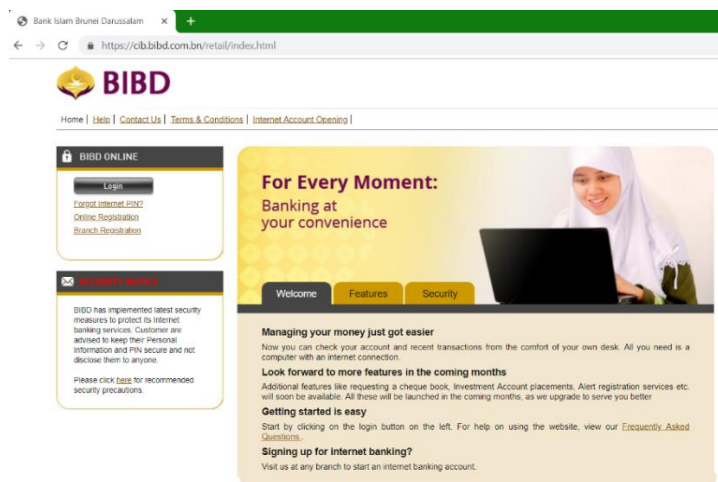 Bank Islam Brunei Darussalam
https://cib.bibd.com.bn/retail/index.html
BIBD
Home | Help | Contact Us | Terms & Conditions | Internet Account Opening |
BIBD ONLINE
Login
Forgot Internet PIN?
Online Registration
Branch Registration
SECURITY NOTICE
BIBD has implemented latest security
measures to protect its Internet
banking services. Customer are
advised to keep their Personal
Information and PIN secure and not
disclose them to anyone.
Please click here for recommended
security precautions.
For Every Moment:
Banking at
your convenience
Welcome Features Security
Managing your money just got easier
Now you can check your account and recent transactions from the comfort of your own desk. All you need is a
computer with an internet connection.
Look forward to more features in the coming months
Additional features like requesting a cheque book, Investment Account placements, Alert registration services etc.
will soon be available. All these will be launched in the coming months, as we upgrade to serve you better
Getting started is easy
Start by clicking on the login button on the left. For help on using the website, view our Frequently Asked
Questions.
Signing up for internet banking?
Visit us at any branch to start an internet banking account.